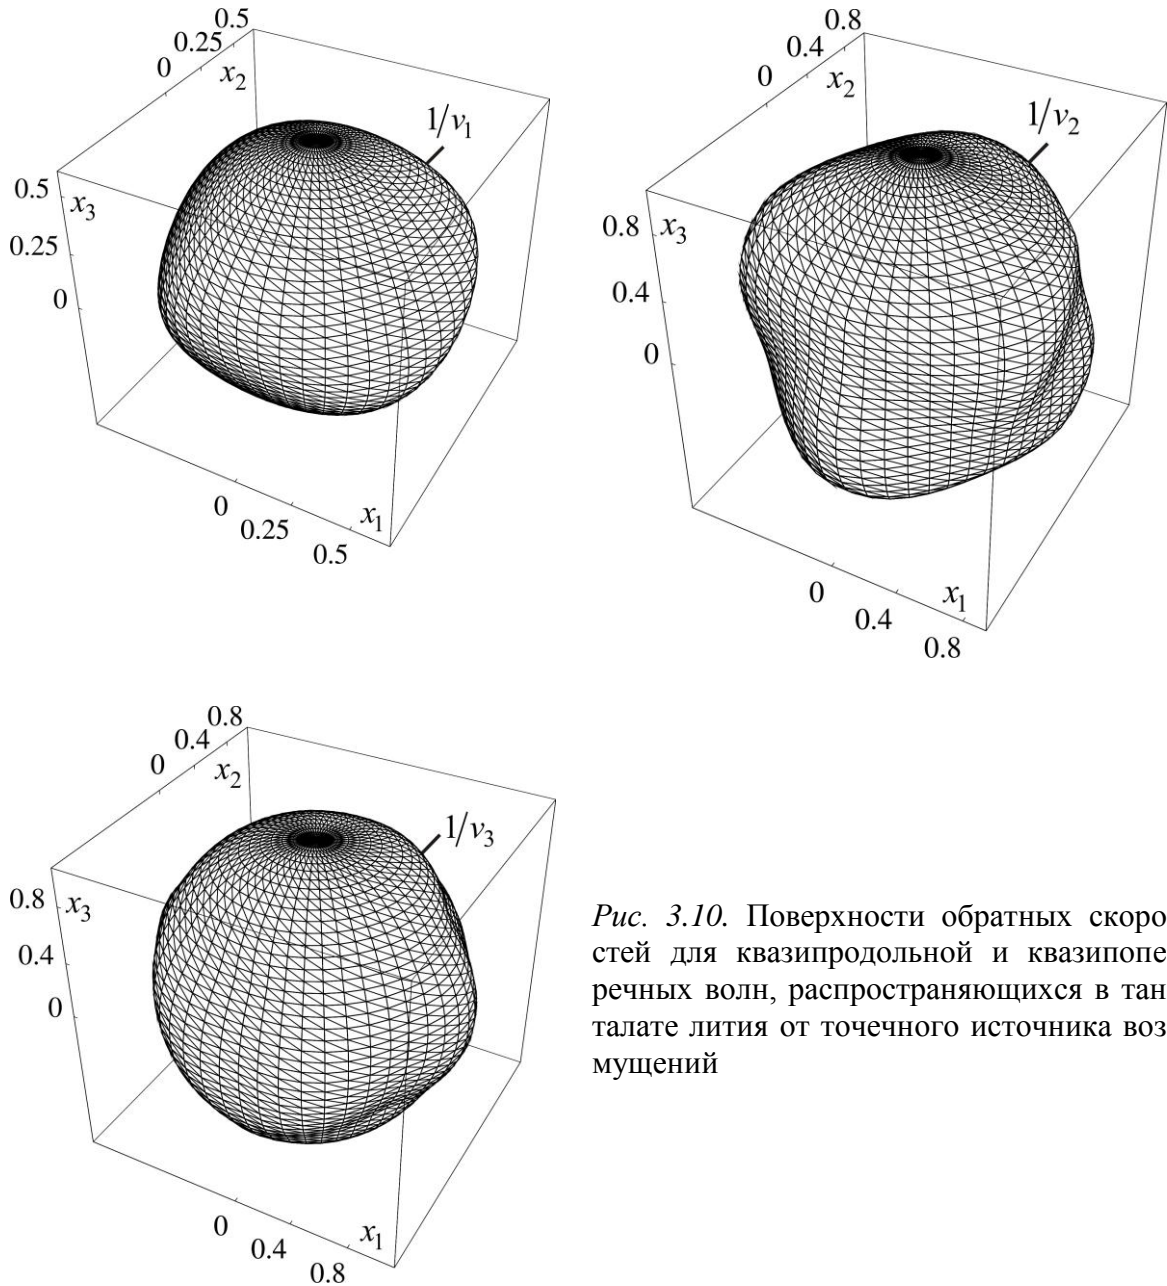 0.5
0.25
0
x₂
1/v₁
0.5
x₃
0.25
0
0
0.25
0.5
x₁
0.8
0.4
0
x₂
1/v₂
0.8
x₃
0.4
0
0
0.4
0.8
x₁
0.8
0.4
0
x₂
1/v₃
0.8
x₃
0.4
0
0
0.4
0.8
x₁
Рис. 3.10. Поверхности обратных скоро
стей для квазипродольной и квазипопе
речных волн, распространяющихся в тан
талате лития от точечного источника воз
мущений